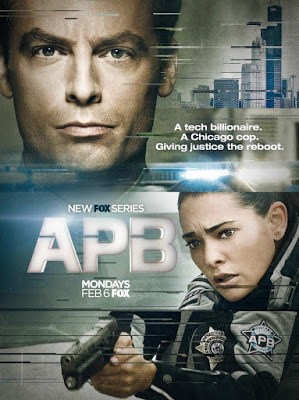 A tech billionaire.
A Chicago cop.
Giving justice the reboot.
NEW FOX SERIES
APB
MONDAYS
FEB 6 FOX
APB